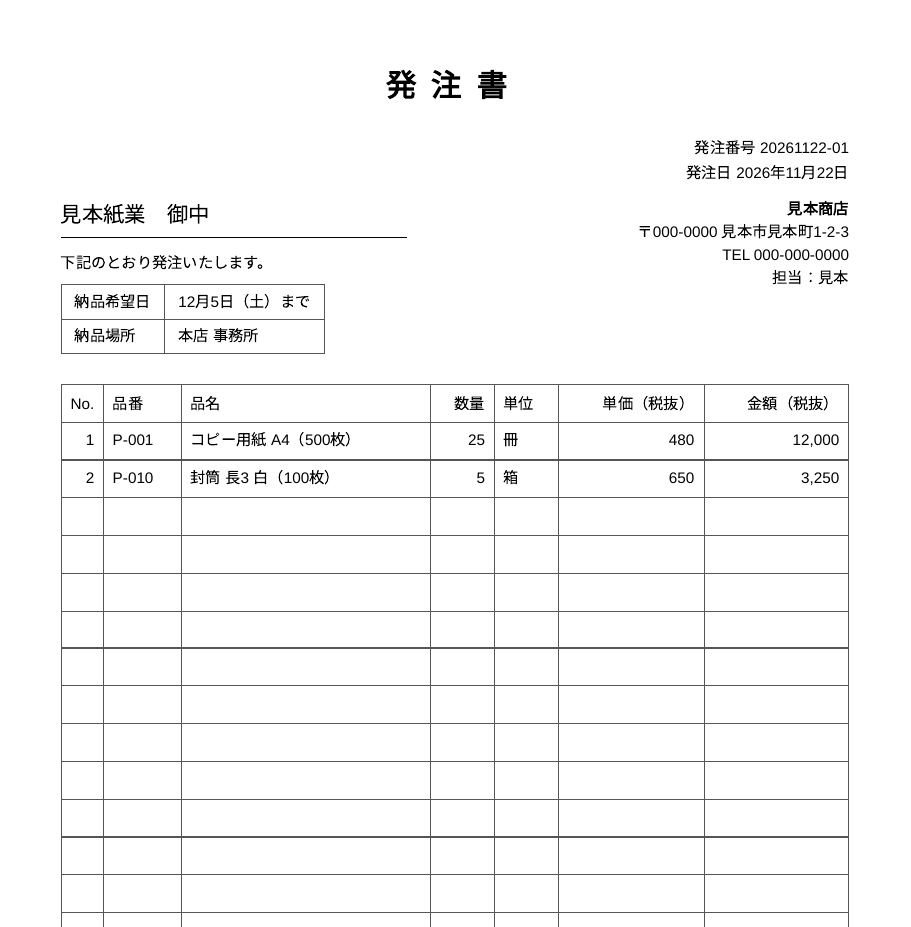 発注書
発注番号 20261122-01
発注日 2026年11月22日
見本紙業　御中
見本商店
〒000-0000 見本市見本町1-2-3
TEL 000-000-0000
担当：見本
下記のとおり発注いたします。
納品希望日 12月5日（土）まで
納品場所 本店 事務所
No. 品番 品名 数量 単位 単価（税抜） 金額（税抜）
1 P-001 コピー用紙 A4（500枚） 25 冊 480 12,000
2 P-010 封筒 長3 白（100枚） 5 箱 650 3,250